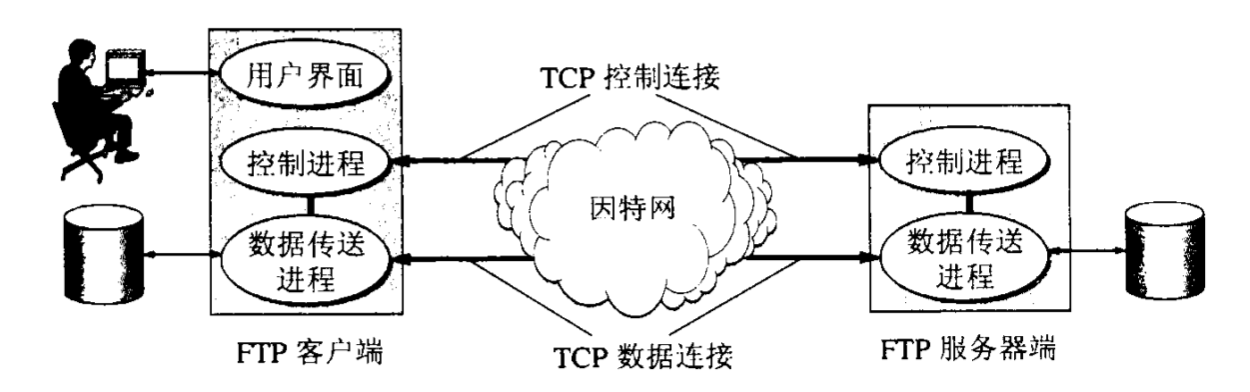 用户界面
TCP 控制连接
控制进程
因特网
控制进程
数据传送
进程
数据传送
进程
FTP 客户端
TCP 数据连接
FTP 服务器端